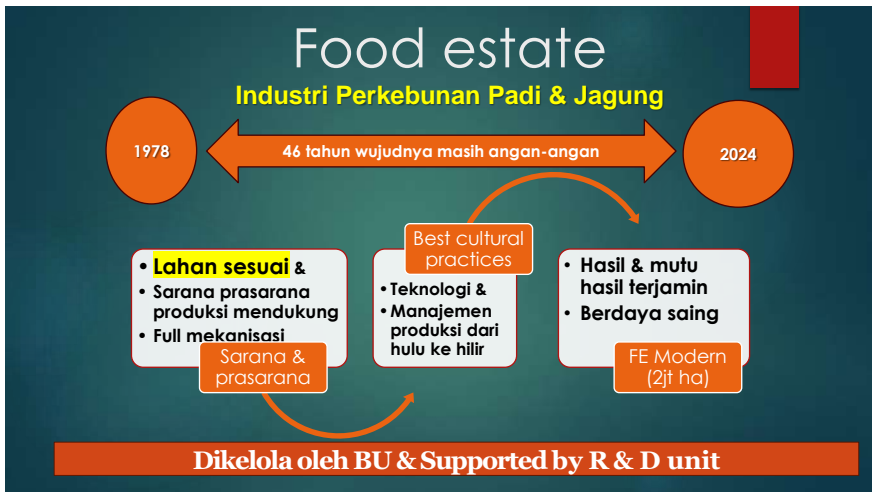 Food estate
Industri Perkebunan Padi & Jagung
1978
46 tahun wujudnya masih angan-angan
2024
• Lahan sesuai &
• Sarana prasarana
produksi mendukung
• Full mekanisasi
Sarana &
prasarana
Best cultural
practices
• Teknologi &
• Manajemen
produksi dari
hulu ke hilir
• Hasil & mutu
hasil terjamin
• Berdaya saing
FE Modern
(2jt ha)
Dikelola oleh BU & Supported by R & D unit